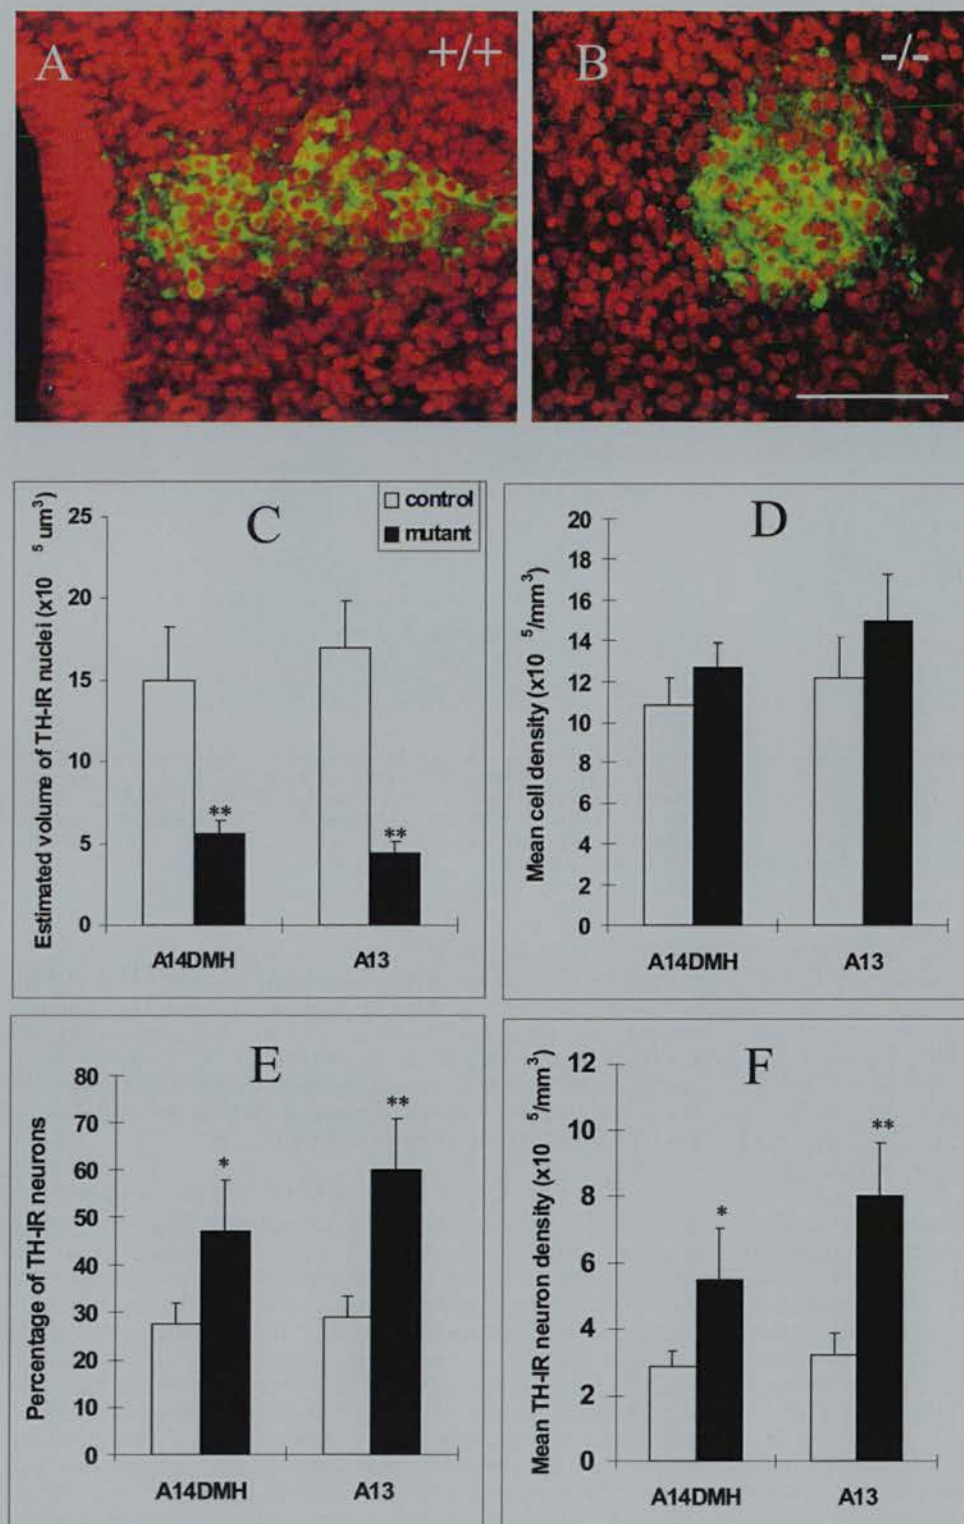 A
+/+
B
-/-
C
control
mutant
Estimated volume of TH-IR nuclei (x10 5 um3)
25
20
15
10
5
0
** 
**
A14DMH
A13
D
Mean cell density (x10 5/mm3)
20
18
16
14
12
10
8
6
4
2
0
A14DMH
A13
E
Percentage of TH-IR neurons
80
70
60
50
40
30
20
10
0
*
**
A14DMH
A13
F
Mean TH-IR neuron density (x10 5/mm3)
12
10
8
6
4
2
0
*
**
A14DMH
A13